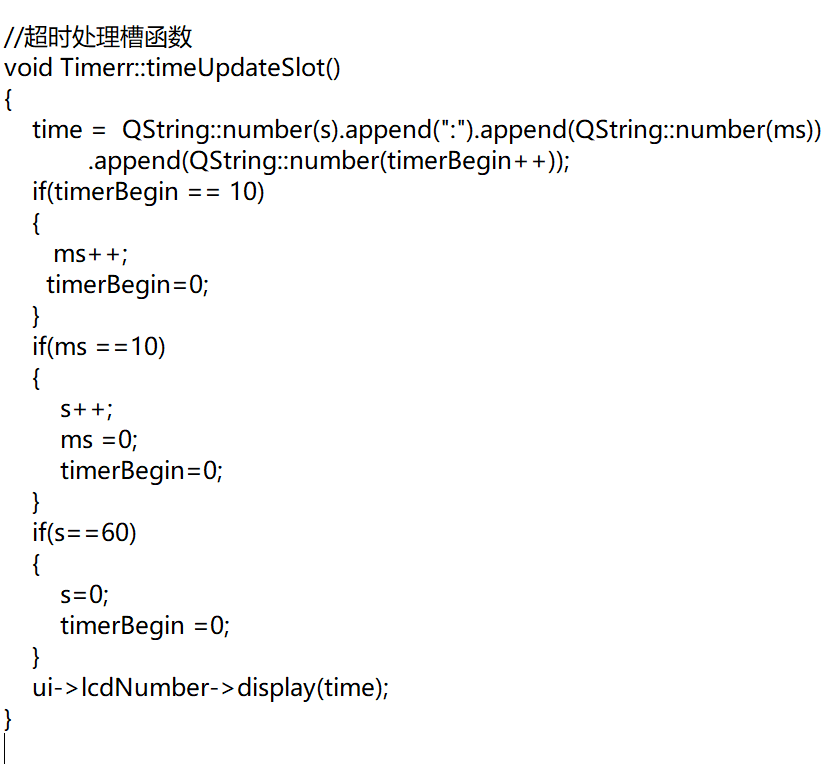 //超时处理槽函数
void Timerr::timeUpdateSlot()
{
    time =  QString::number(s).append(":").append(QString::number(ms))
            .append(QString::number(timerBegin++));
    if(timerBegin == 10)
    {
       ms++;
      timerBegin=0;
    }
    if(ms ==10)
    {
        s++;
        ms =0;
        timerBegin=0;
    }
    if(s==60)
    {
        s=0;
        timerBegin =0;
    }
    ui->lcdNumber->display(time);
}